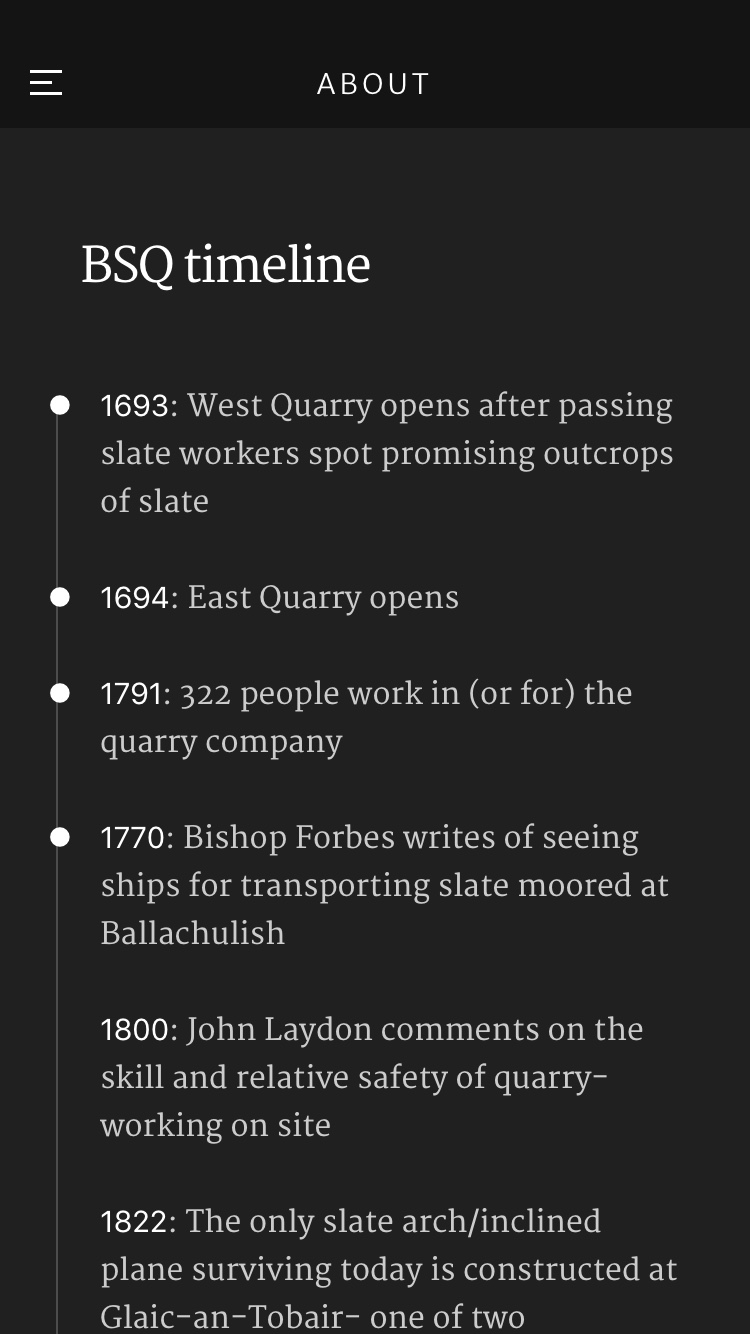 ABOUT
BSQ timeline
1693: West Quarry opens after passing
slate workers spot promising outcrops
of slate
1694: East Quarry opens
1791: 322 people work in (or for) the
quarry company
1770: Bishop Forbes writes of seeing
ships for transporting slate moored at
Ballachulish
1800: John Laydon comments on the
skill and relative safety of quarry-
working on site
1822: The only slate arch/inclined
plane surviving today is constructed at
Glaic-an-Tobair- one of two